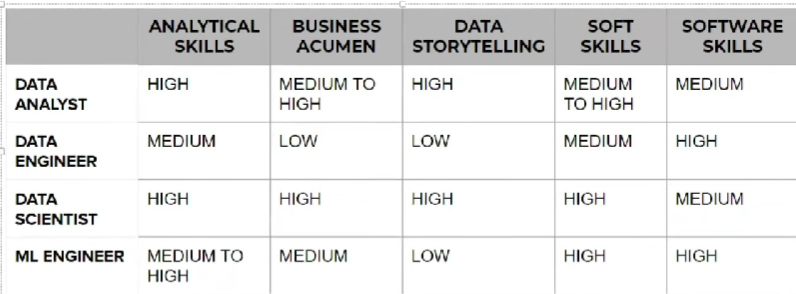 ANALYTICAL SKILLS BUSINESS ACUMEN DATA STORYTELLING SOFT SKILLS SOFTWARE SKILLS
DATA ANALYST HIGH MEDIUM TO HIGH HIGH MEDIUM TO HIGH MEDIUM
DATA ENGINEER MEDIUM LOW LOW MEDIUM HIGH
DATA SCIENTIST HIGH HIGH HIGH HIGH MEDIUM
ML ENGINEER MEDIUM TO HIGH MEDIUM LOW HIGH HIGH